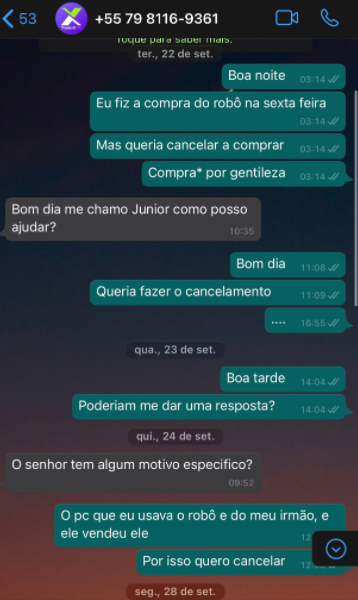 53
+55 79 8116-9361
Toque para saber mais.
ter., 22 de set.
Boa noite
03:14
Eu fiz a compra do robô na sexta feira
03:14
Mas queria cancelar a comprar
03:14
Compra* por gentileza
03:14
Bom dia me chamo Junior como posso
ajudar?
10:35
Bom dia
11:08
Queria fazer o cancelamento
11:09
....
16:55
qua., 23 de set.
Boa tarde
14:04
Poderiam me dar uma resposta?
14:04
qui., 24 de set.
O senhor tem algum motivo especifico?
09:52
O pc que eu usava o robô e do meu irmão, e
ele vendeu ele
Por isso quero cancelar
seg., 28 de set.